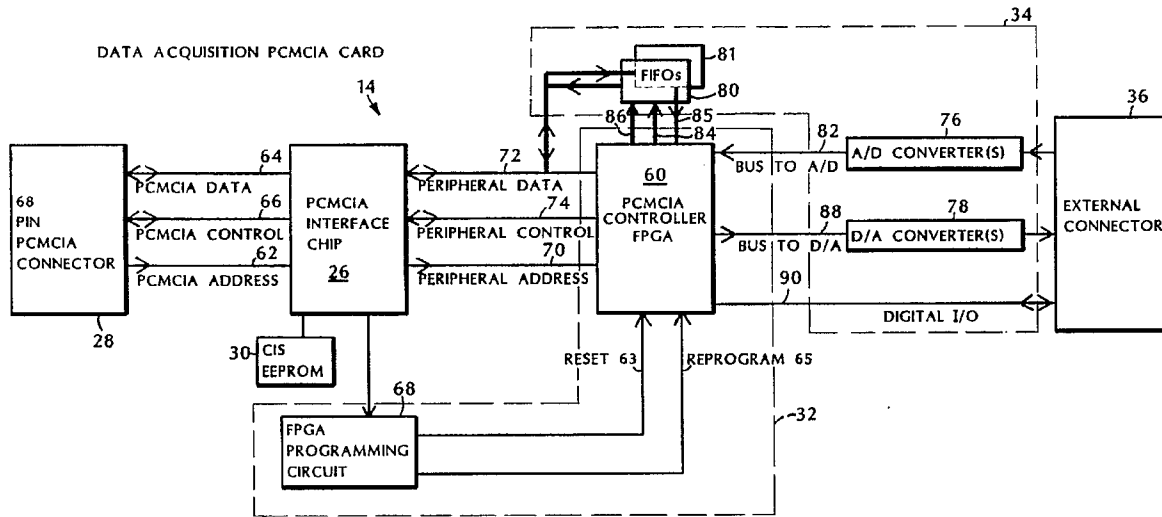 DATA ACQUISITION PCMCIA CARD
14
34
81
FIFOs
80
36
86
85
84
82
76
A/D CONVERTER(S)
BUS TO A/D
64
PCMCIA DATA
72
PERIPHERAL DATA
60
PCMCIA
CONTROLLER
FPGA
68
PIN
PCMCIA
CONNECTOR
66
PCMCIA CONTROL
PCMCIA
INTERFACE
CHIP
26
74
PERIPHERAL CONTROL
88
78
D/A CONVERTER(S)
BUS TO D/A
EXTERNAL
CONNECTOR
62
PCMCIA ADDRESS
70
PERIPHERAL ADDRESS
90
DIGITAL I/O
28
30
CIS
EEPROM
RESET 63
REPROGRAM 65
68
FPGA
PROGRAMMING
CIRCUIT
32